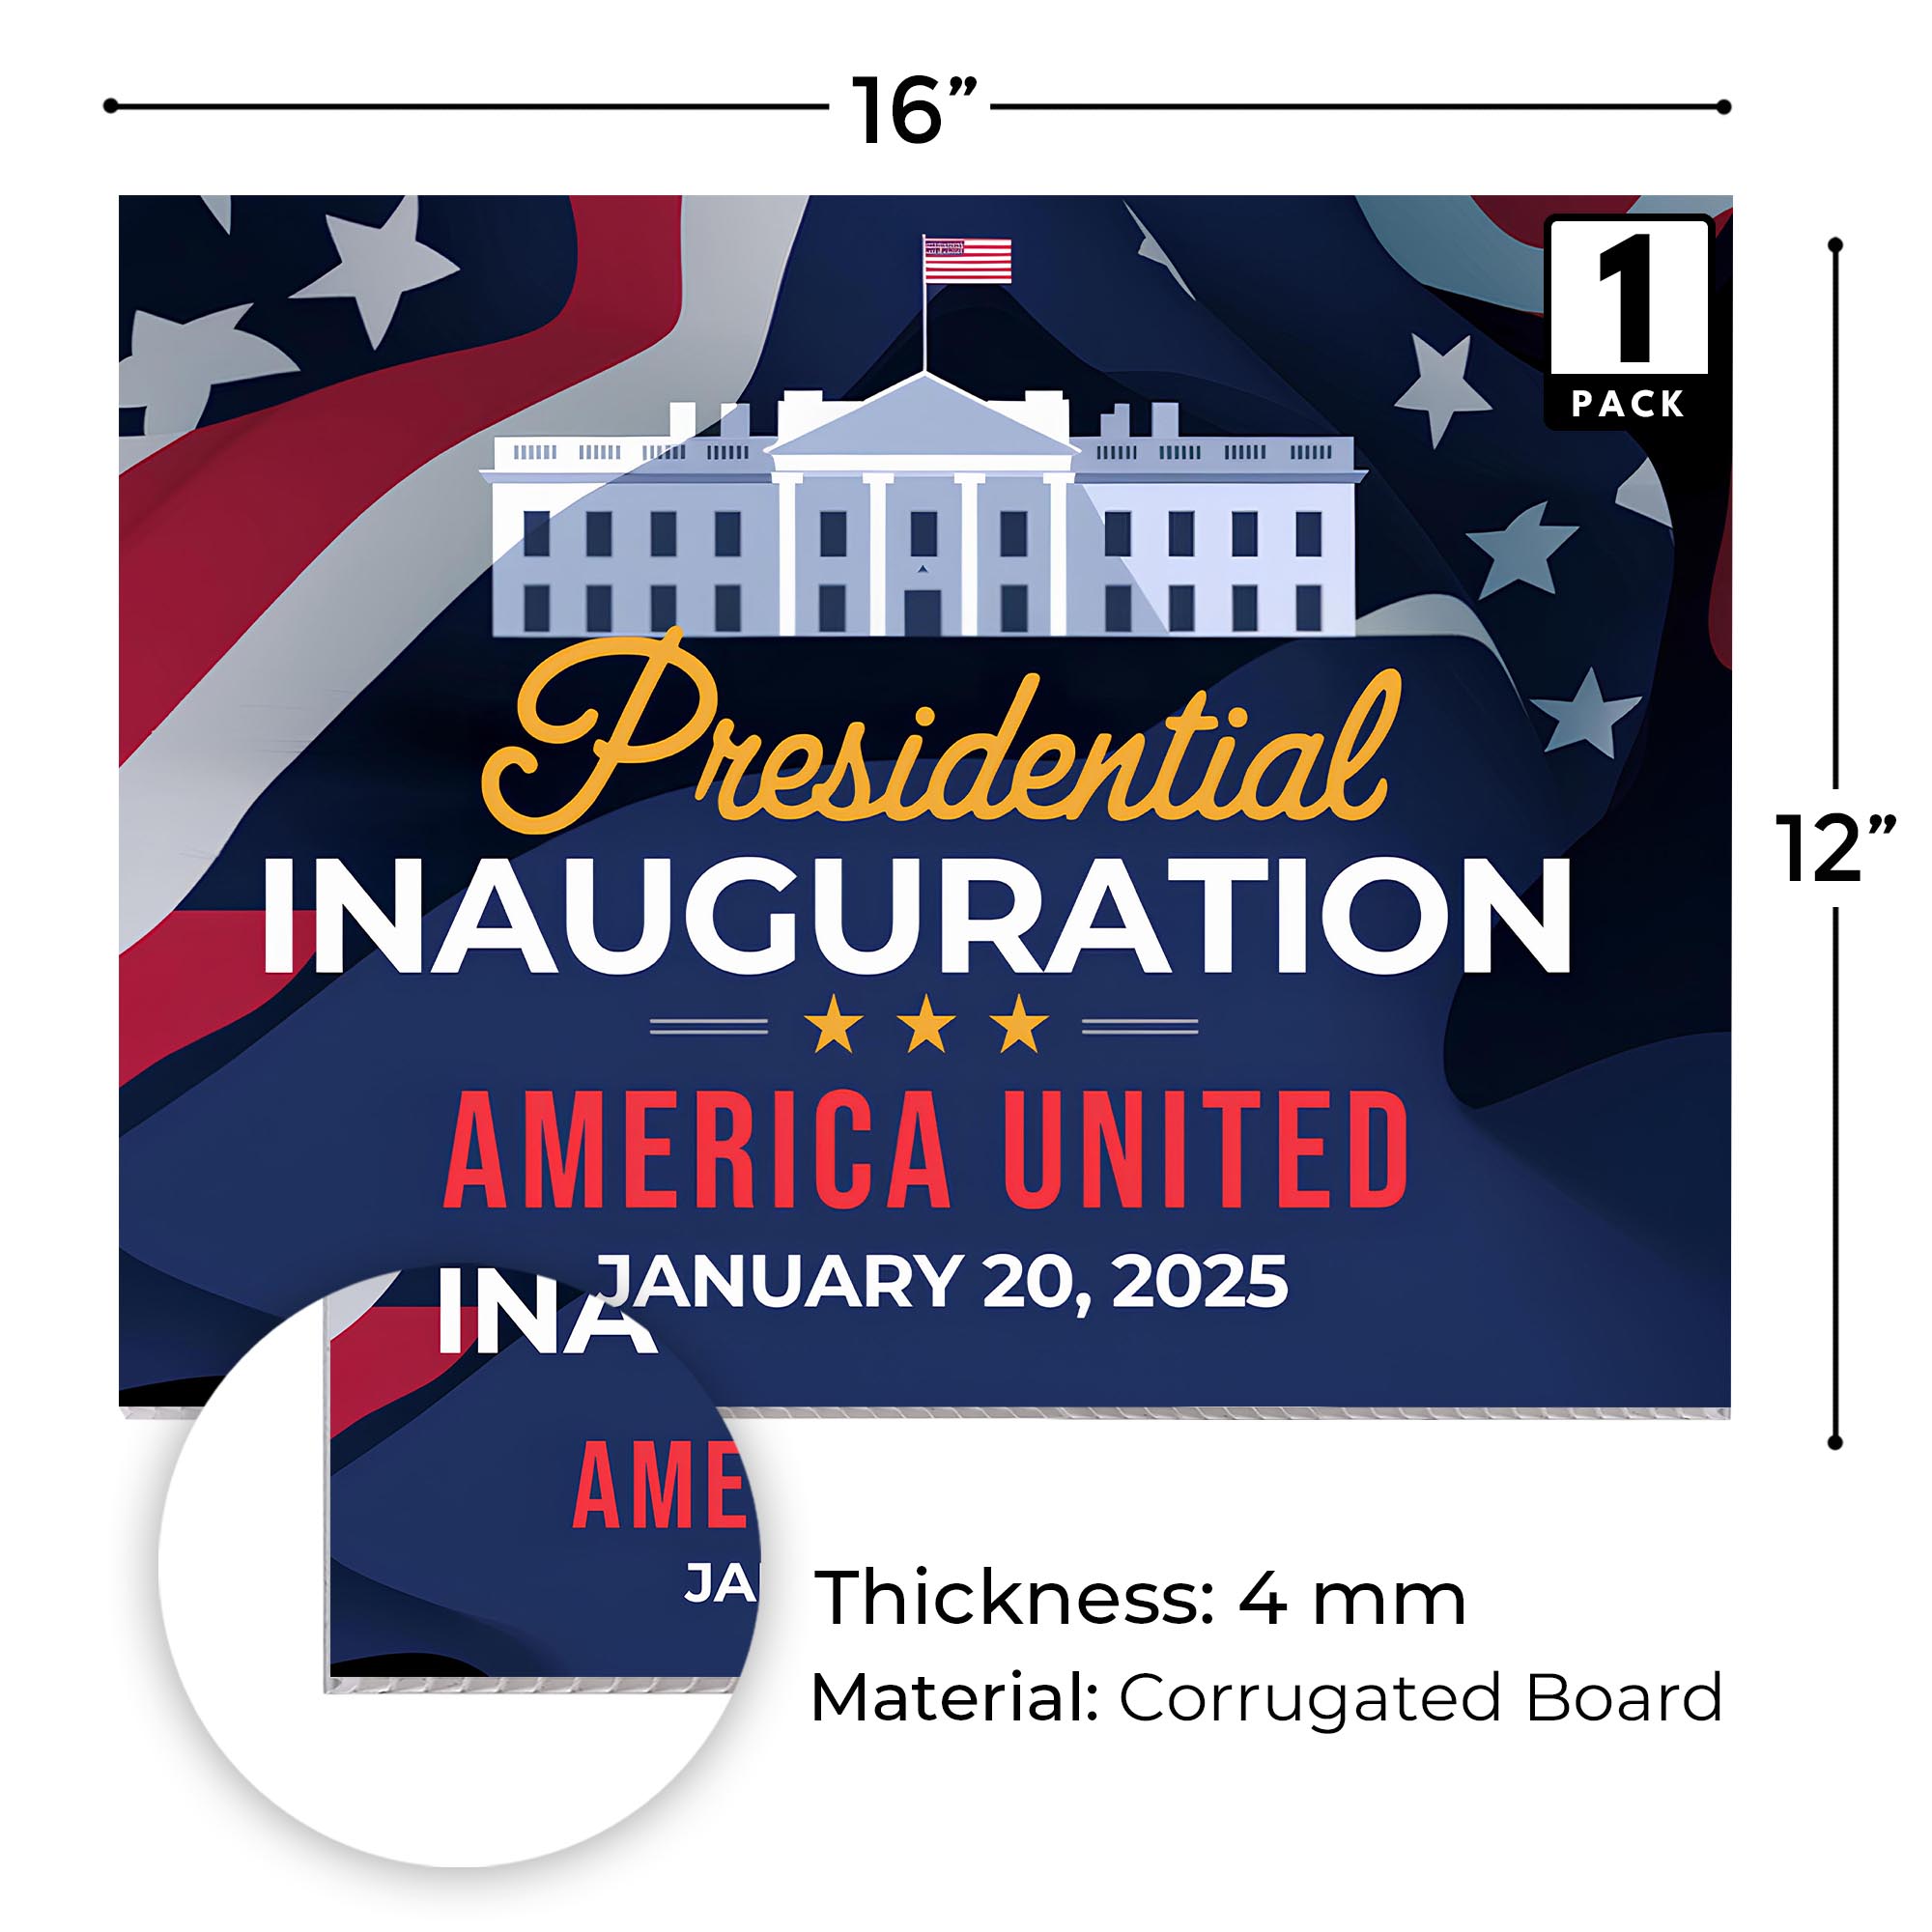 16”
1
PACK
Presidential
INAUGURATION
AMERICA UNITED
JANUARY 20, 2025
12”
INA
AME
JA
Thickness: 4 mm
Material: Corrugated Board